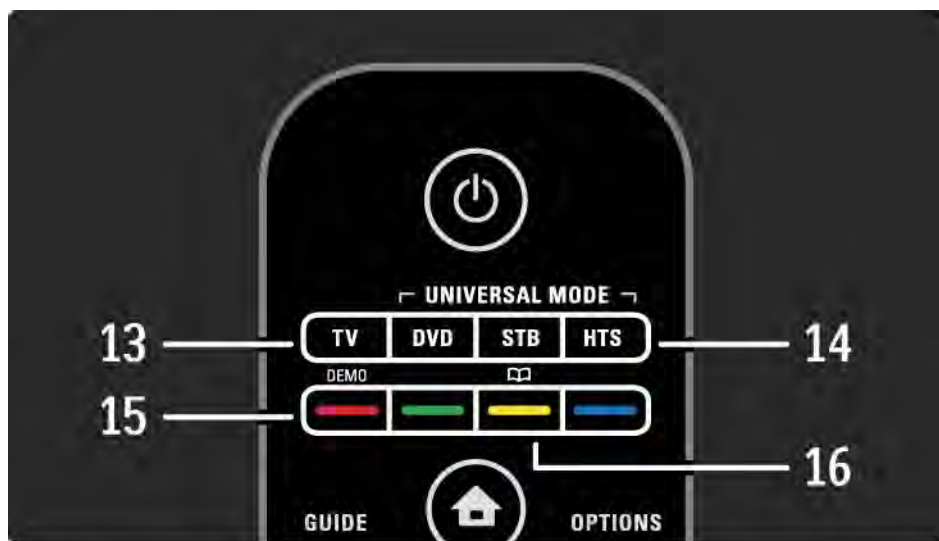 UNIVERSAL MODE
13 TV DVD STB HTS 14
DEMO
15
16
GUIDE OPTIONS